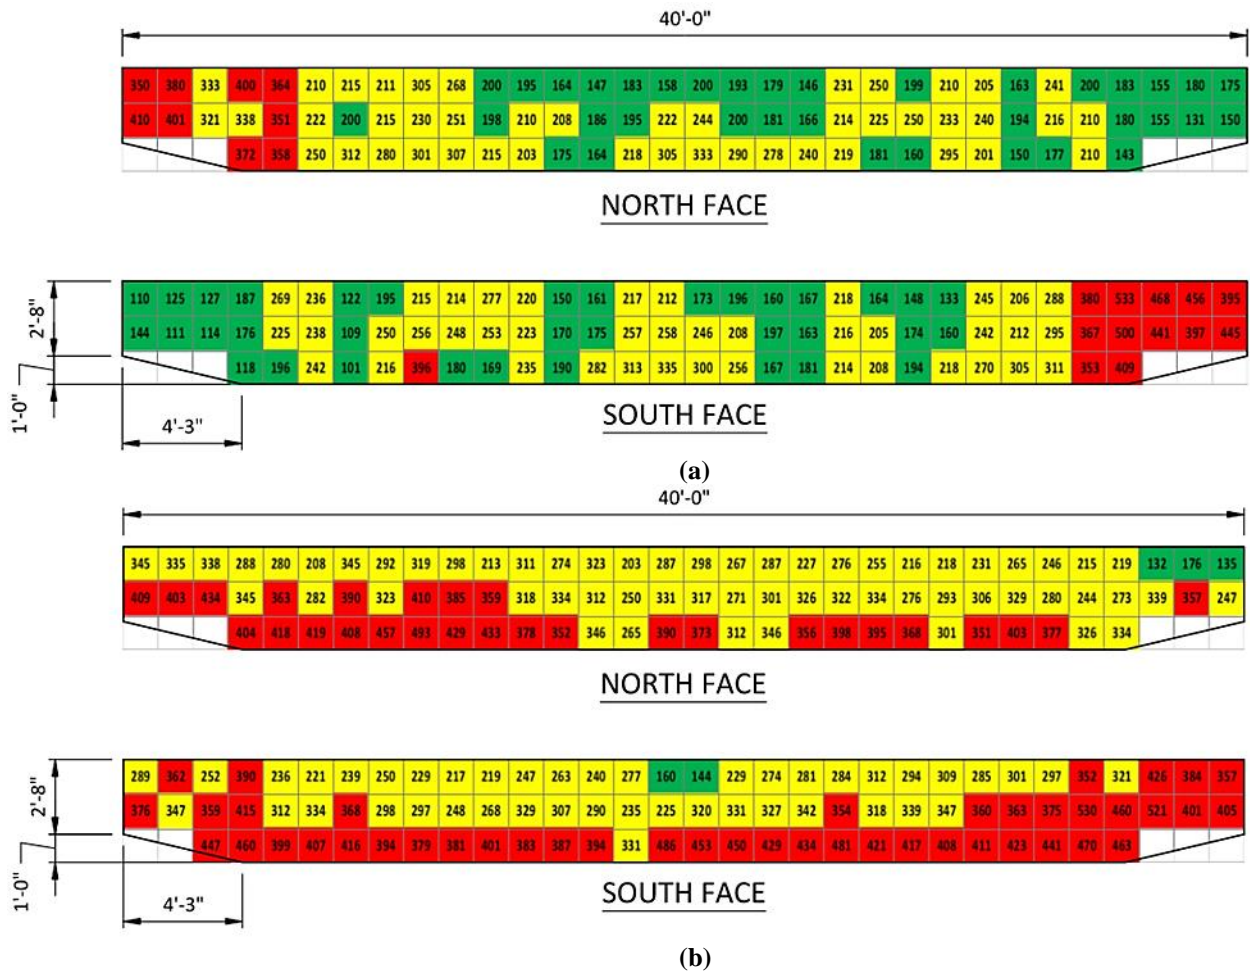 40'-0"
350 380 333 400 364 210 215 211 305 268 200 195 164 147 183 158 200 193 179 146 231 250 199 210 205 163 241 200 183 155 180 175
410 401 321 338 351 222 200 215 230 251 198 210 208 186 195 222 244 200 181 166 214 225 250 233 240 194 216 210 180 155 131 150
372 358 250 312 280 301 307 215 203 175 164 218 305 333 290 278 240 219 181 160 295 201 150 177 210 143
NORTH FACE
110 125 127 187 269 236 122 195 215 214 277 220 150 161 217 212 173 196 160 167 218 164 148 133 245 206 288 380 533 468 456 395
2'-8"
144 111 114 176 225 238 109 250 256 248 253 223 170 175 257 258 246 208 197 163 216 205 174 160 242 212 295 367 500 441 397 445
118 196 242 101 216 396 180 169 235 190 282 313 335 300 256 167 181 214 208 194 218 270 305 311 353 409
1'-0"
SOUTH FACE
4'-3"
(a)
40'-0"
345 335 338 288 280 208 345 292 319 298 213 311 274 323 203 287 298 267 287 227 276 255 216 218 231 265 246 215 219 132 176 135
409 403 434 345 363 282 390 323 410 385 359 318 334 312 250 331 317 271 301 326 322 334 276 293 306 329 280 244 273 339 357 247
404 418 419 408 457 493 429 433 378 352 346 265 390 373 312 346 356 398 395 368 301 351 403 377 326 334
NORTH FACE
289 362 252 390 236 221 239 250 229 217 219 247 263 240 277 160 144 229 274 281 284 312 294 309 285 301 297 352 321 426 384 357
2'-8"
376 347 359 415 312 334 368 298 297 248 268 329 307 290 235 225 320 331 327 342 354 318 339 347 360 363 375 530 460 521 401 405
447 460 399 407 416 394 379 381 401 383 387 394 331 486 453 450 429 434 481 421 417 408 411 423 441 470 463
1'-0"
SOUTH FACE
4'-3"
(b)